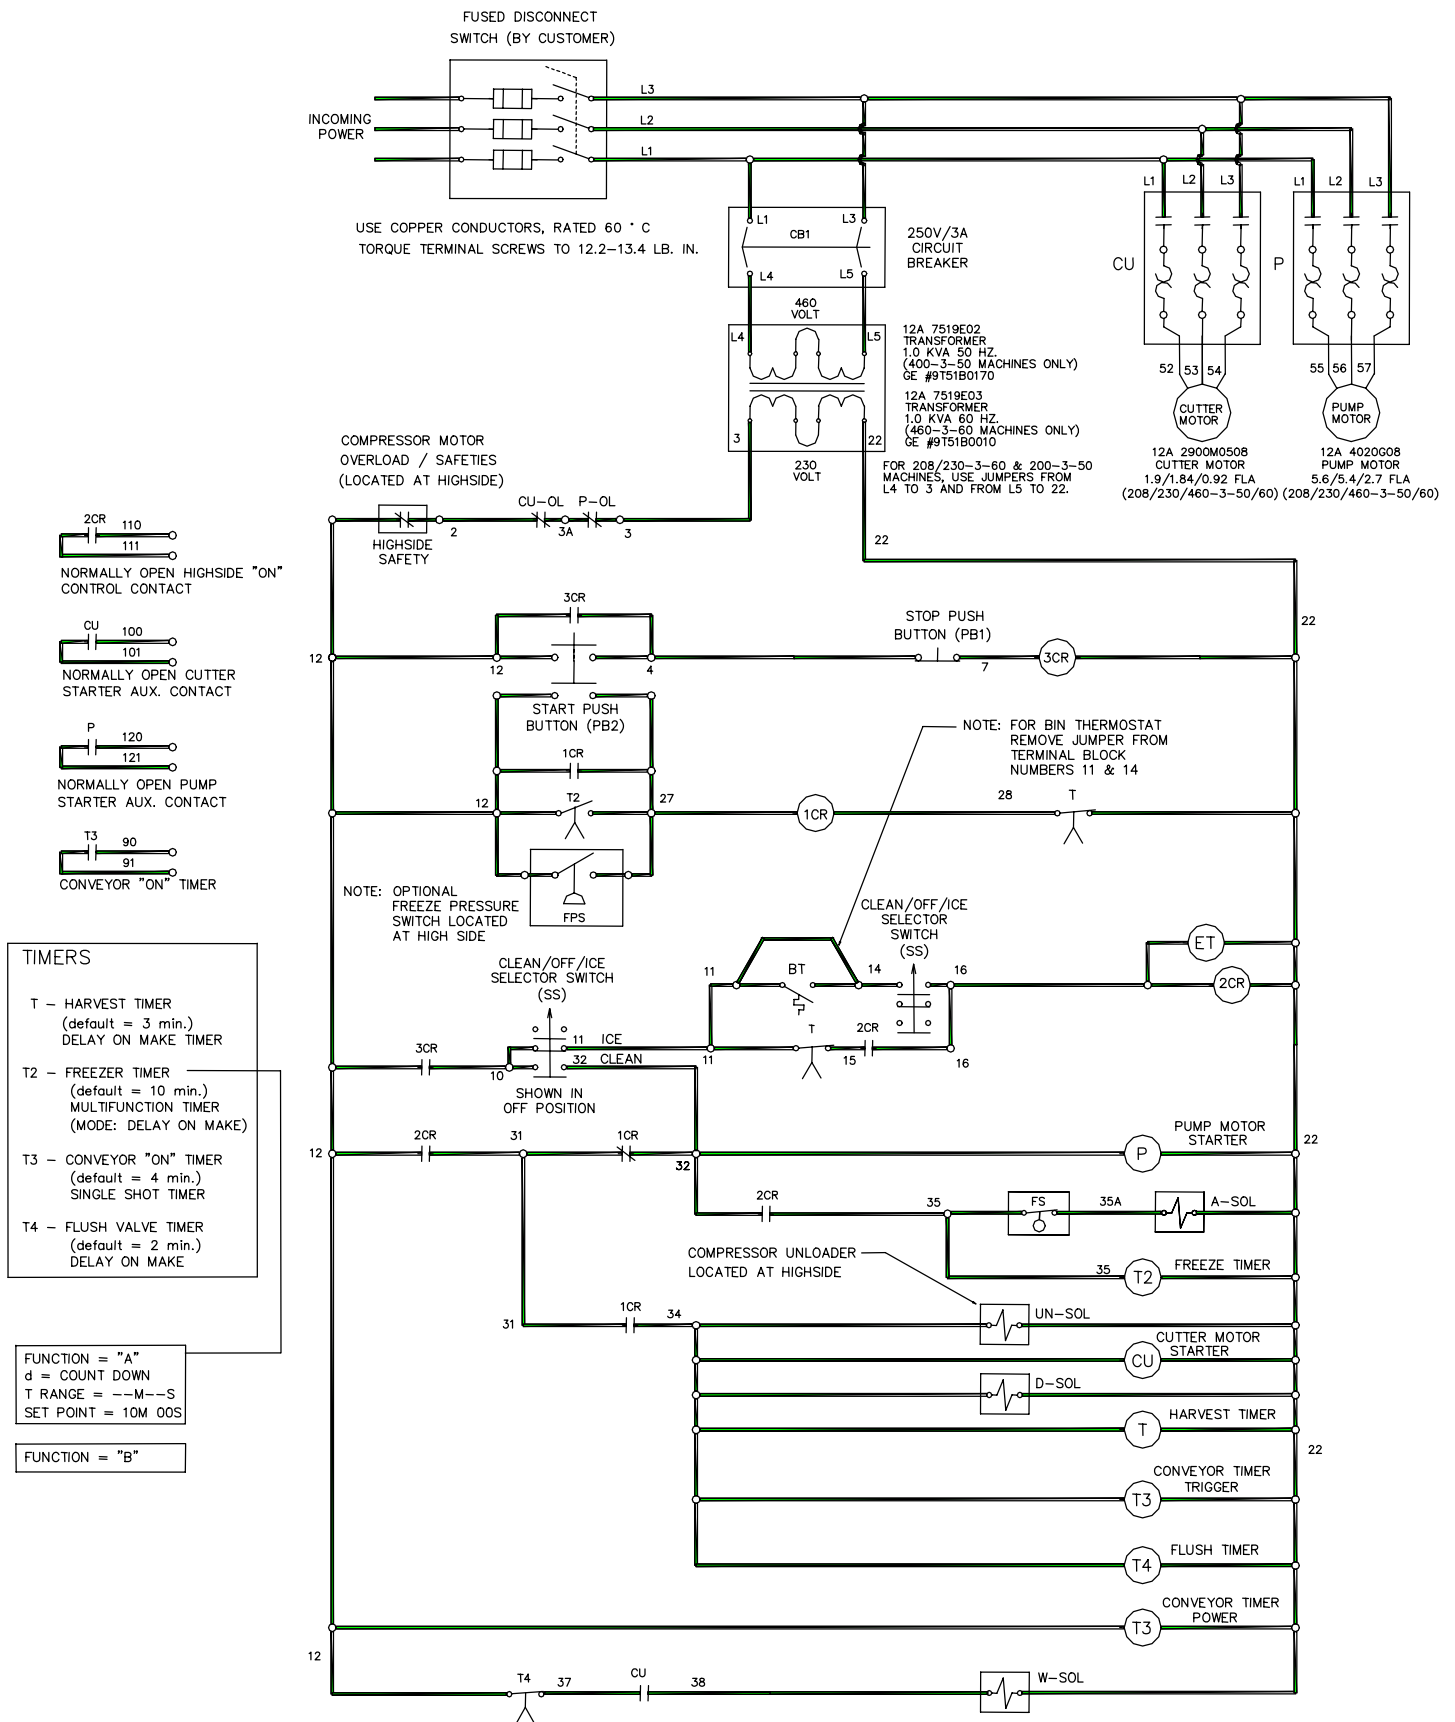 FUSED DISCONNECT
SWITCH (BY CUSTOMER)
L3
L2
L1
INCOMING
POWER
L1 L2 L3
L1 L2 L3
USE COPPER CONDUCTORS, RATED 60 ° C
TORQUE TERMINAL SCREWS TO 12.2–13.4 LB. IN.
L1 L3
CB1
L4 L5
250V/3A
CIRCUIT
BREAKER
CU
P
460
VOLT
L4 L5
12A 7519E02
TRANSFORMER
1.0 KVA 50 HZ.
(400–3–50 MACHINES ONLY)
GE #9T51B0170
12A 7519E03
TRANSFORMER
1.0 KVA 60 HZ.
(460–3–60 MACHINES ONLY)
GE #9T51B0010
3 22
230
VOLT
FOR 208/230–3–60 & 200–3–50
MACHINES, USE JUMPERS FROM
L4 TO 3 AND FROM L5 TO 22.
52 53 54
55 56 57
CUTTER
MOTOR
PUMP
MOTOR
12A 2900M0508
CUTTER MOTOR
1.9/1.84/0.92 FLA
(208/230/460–3–50/60)
12A 4020G08
PUMP MOTOR
5.6/5.4/2.7 FLA
(208/230/460–3–50/60)
COMPRESSOR MOTOR
OVERLOAD / SAFETIES
(LOCATED AT HIGHSIDE)
CU–OL P–OL
2 3A 3
HIGHSIDE
SAFETY
22
2CR 110
111
NORMALLY OPEN HIGHSIDE "ON"
CONTROL CONTACT
CU 100
101
NORMALLY OPEN CUTTER
STARTER AUX. CONTACT
P 120
121
NORMALLY OPEN PUMP
STARTER AUX. CONTACT
T3 90
91
CONVEYOR "ON" TIMER
3CR
STOP PUSH
BUTTON (PB1)
22
12 12 4 7 3CR
START PUSH
BUTTON (PB2)
NOTE: FOR BIN THERMOSTAT
REMOVE JUMPER FROM
TERMINAL BLOCK
NUMBERS 11 & 14
1CR
12 T2 27 1CR 28 T
FPS
NOTE: OPTIONAL
FREEZE PRESSURE
SWITCH LOCATED
AT HIGH SIDE
CLEAN/OFF/ICE
SELECTOR
SWITCH
(SS)
CLEAN/OFF/ICE
SELECTOR SWITCH
(SS)
ET
11 BT 14 16 2CR
11 ICE
T 2CR
3CR 32 CLEAN
10 11 15 16
SHOWN IN
OFF POSITION
TIMERS
T – HARVEST TIMER
(default = 3 min.)
DELAY ON MAKE TIMER
T2 – FREEZER TIMER
(default = 10 min.)
MULTIFUNCTION TIMER
(MODE: DELAY ON MAKE)
T3 – CONVEYOR "ON" TIMER
(default = 4 min.)
SINGLE SHOT TIMER
T4 – FLUSH VALVE TIMER
(default = 2 min.)
DELAY ON MAKE
FUNCTION = "A"
d = COUNT DOWN
T RANGE = ––M––S
SET POINT = 10M 00S
FUNCTION = "B"
PUMP MOTOR
STARTER
12 2CR 31 1CR 32 P 22
2CR 35 FS 35A A–SOL
COMPRESSOR UNLOADER
LOCATED AT HIGHSIDE
FREEZE TIMER
35 T2
31 1CR 34 UN–SOL
CUTTER MOTOR
STARTER
CU
D–SOL
HARVEST TIMER
T
22
CONVEYOR TIMER
TRIGGER
T3
FLUSH TIMER
T4
CONVEYOR TIMER
POWER
T3
12
T4 37 CU 38 W–SOL